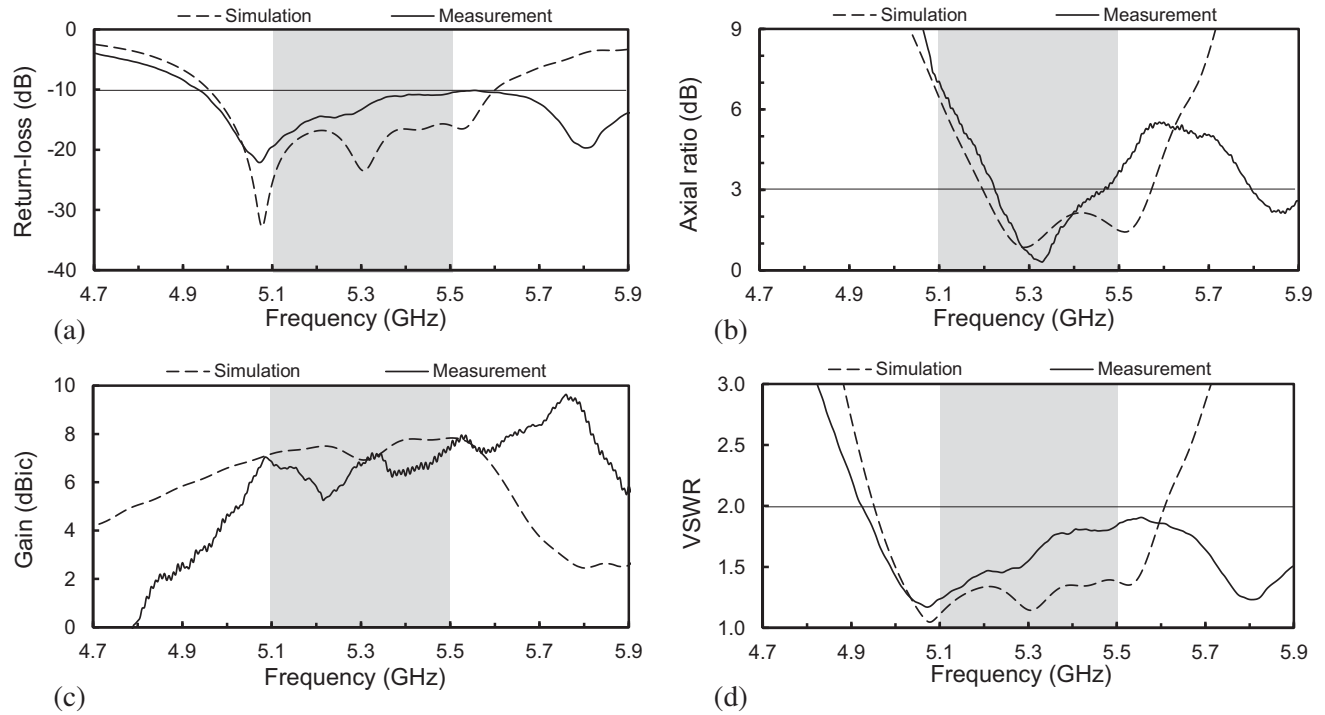 Simulation Measurement
0
-10
-20
-30
-40
Return-loss (dB)
4.7 4.9 5.1 5.3 5.5 5.7 5.9
Frequency (GHz)
(a)
Simulation Measurement
9
6
3
0
Axial ratio (dB)
4.7 4.9 5.1 5.3 5.5 5.7 5.9
Frequency (GHz)
(b)
Simulation Measurement
10
8
6
4
2
0
Gain (dBic)
4.7 4.9 5.1 5.3 5.5 5.7 5.9
Frequency (GHz)
(c)
Simulation Measurement
3.0
2.5
2.0
1.5
1.0
VSWR
4.7 4.9 5.1 5.3 5.5 5.7 5.9
Frequency (GHz)
(d)